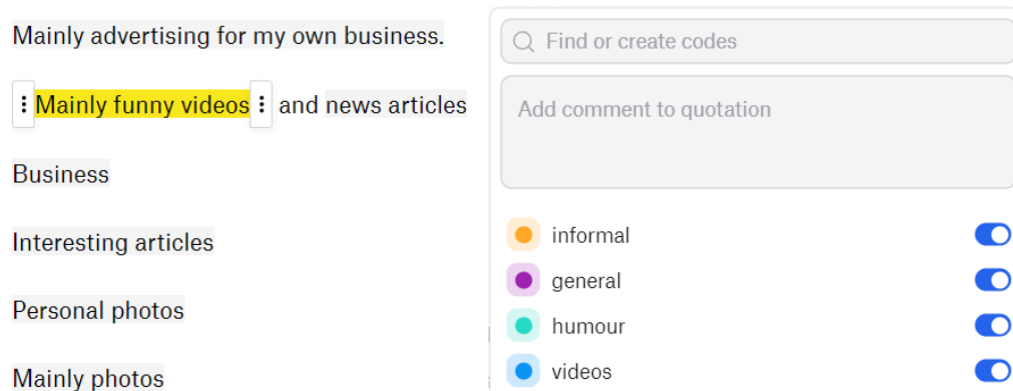 Mainly advertising for my own business.
Mainly funny videos and news articles
Business
Interesting articles
Personal photos
Mainly photos
Find or create codes
Add comment to quotation
informal
general
humour
videos